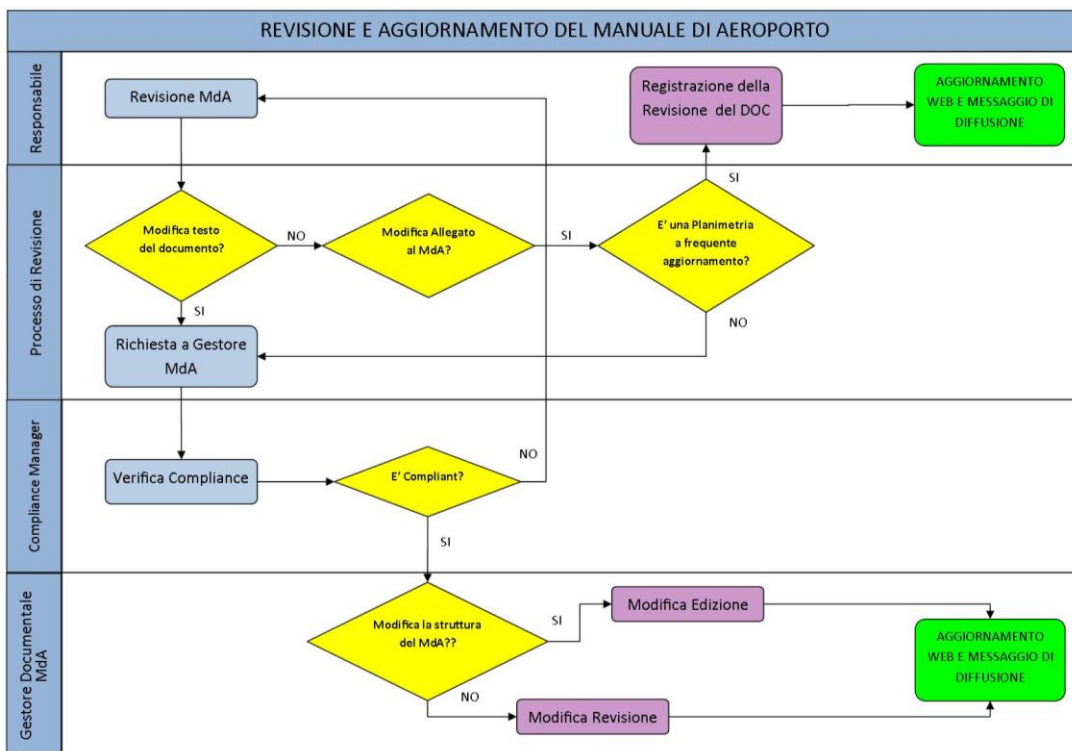 REVISIONE E AGGIORNAMENTO DEL MANUALE DI AEROPORTO
Responsabile
Revisione MdA
Registrazione della
Revisione del DOC
AGGIORNAMENTO
WEB E MESSAGGIO DI
DIFFUSIONE
Processo di Revisione
Modifica testo
del documento?
NO
Modifica Allegato
al MdA?
SI
E' una Planimetria
a frequente
aggiornamento?
SI
NO
SI
Richiesta a Gestore
MdA
Compliance Manager
Verifica Compliance
E' Compliant?
NO
SI
Gestore Documentale
MdA
Modifica la struttura
del MdA??
SI
Modifica Edizione
NO
Modifica Revisione
AGGIORNAMENTO
WEB E MESSAGGIO DI
DIFFUSIONE